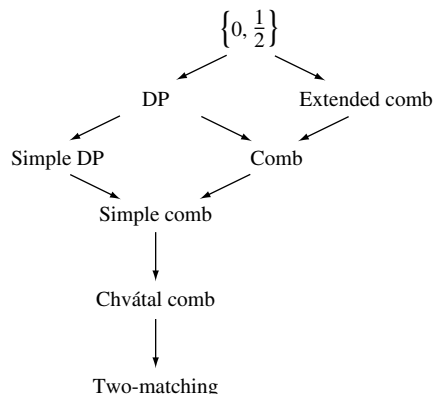 {0, 1/2}
DP Extended comb
Simple DP Comb
Simple comb
Chvátal comb
Two-matching